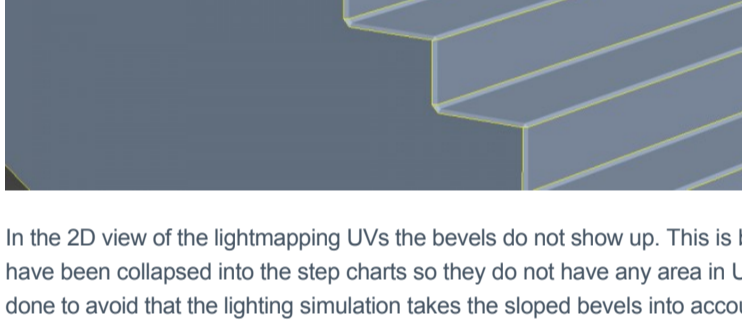 In the 2D view of the lightmapping UVs the bevels do not show up. This is
have been collapsed into the step charts so they do not have any area in
done to avoid that the lighting simulation takes the sloped bevels into